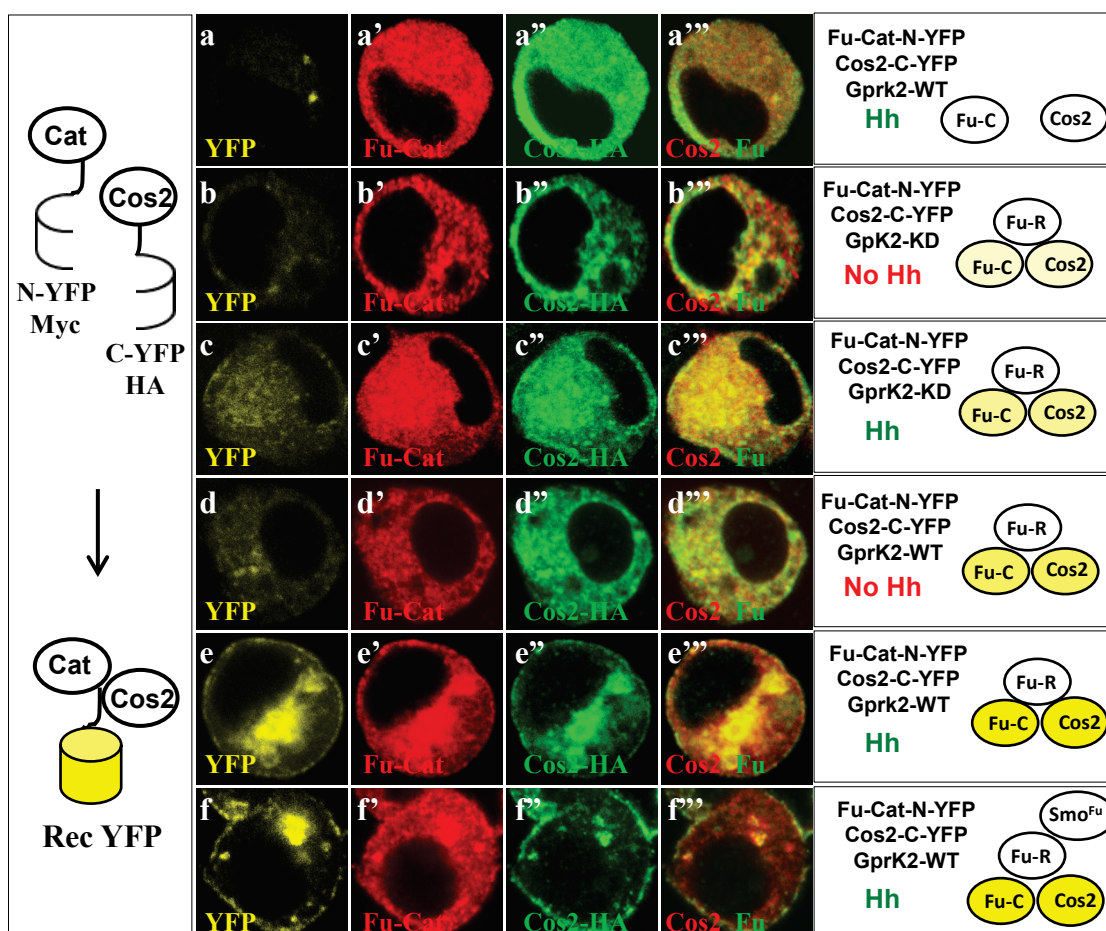 Cat
Cos2
N-YFP
Myc
C-YFP
HA
Cat
Cos2
Rec YFP
a
YFP
a’
Fu-Cat
a’’
Cos2-HA
a’’’
Cos2 Fu
Fu-Cat-N-YFP
Cos2-C-YFP
Gprk2-WT
Hh
Fu-C
Cos2
b
YFP
b’
Fu-Cat
b’’
Cos2-HA
b’’’
Cos2 Fu
Fu-Cat-N-YFP
Cos2-C-YFP
GpK2-KD
No Hh
Fu-R
Fu-C
Cos2
c
YFP
c’
Fu-Cat
c’’
Cos2-HA
c’’’
Cos2 Fu
Fu-Cat-N-YFP
Cos2-C-YFP
GprK2-KD
Hh
Fu-R
Fu-C
Cos2
d
YFP
d’
Fu-Cat
d’’
Cos2-HA
d’’’
Cos2 Fu
Fu-Cat-N-YFP
Cos2-C-YFP
GprK2-WT
No Hh
Fu-R
Fu-C
Cos2
e
YFP
e’
Fu-Cat
e’’
Cos2-HA
e’’’
Cos2 Fu
Fu-Cat-N-YFP
Cos2-C-YFP
Gprk2-WT
Hh
Fu-R
Fu-C
Cos2
f
YFP
f’
Fu-Cat
f’’
Cos2-HA
f’’’
Cos2 Fu
Fu-Cat-N-YFP
Cos2-C-YFP
GprK2-WT
Hh
Smo^Fu
Fu-R
Fu-C
Cos2